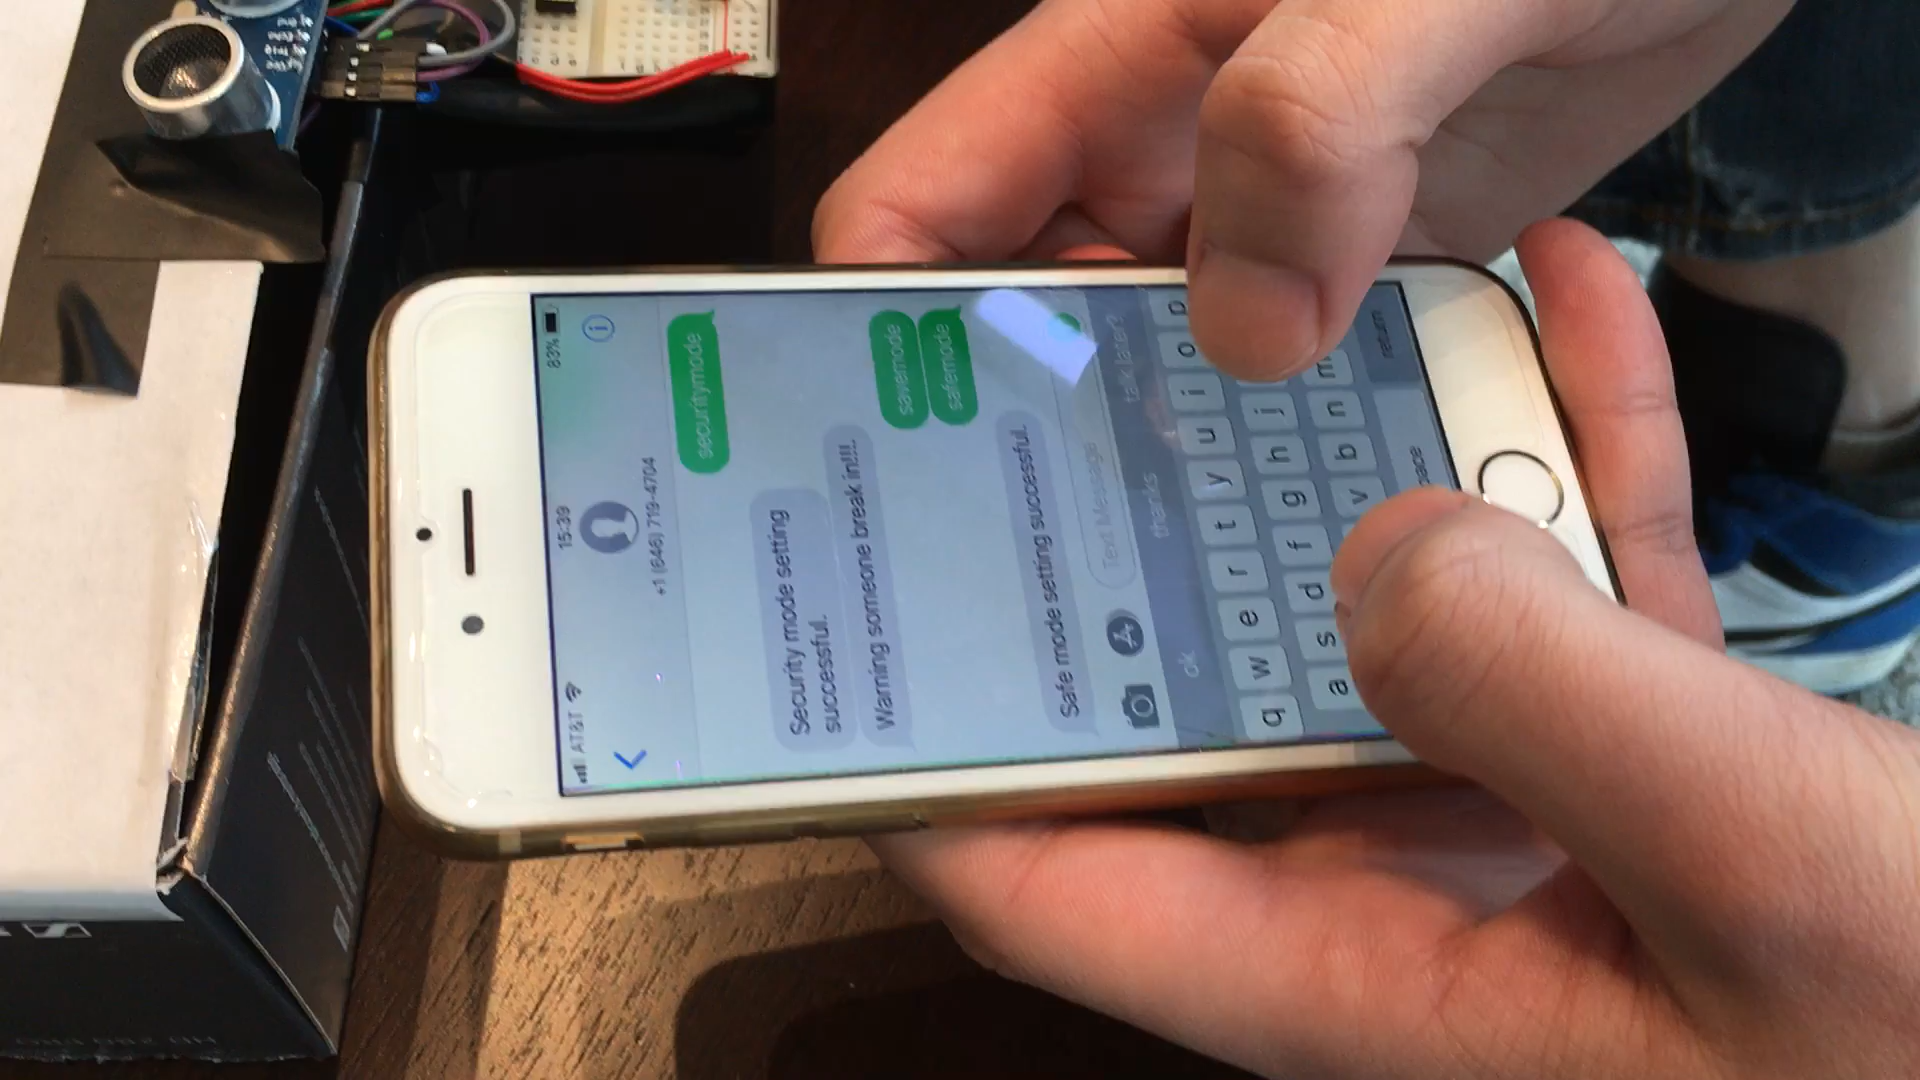 AT&T 15:39 83%
+1 (646) 719-4704
securitymode
Security mode setting
successful.
Warning someone break in!!!
savemode
safemode
Safe mode setting successful.
Text Message
ok thanks talk later?
q w e r t y u i o p
a s d f g h j
v b n m
return